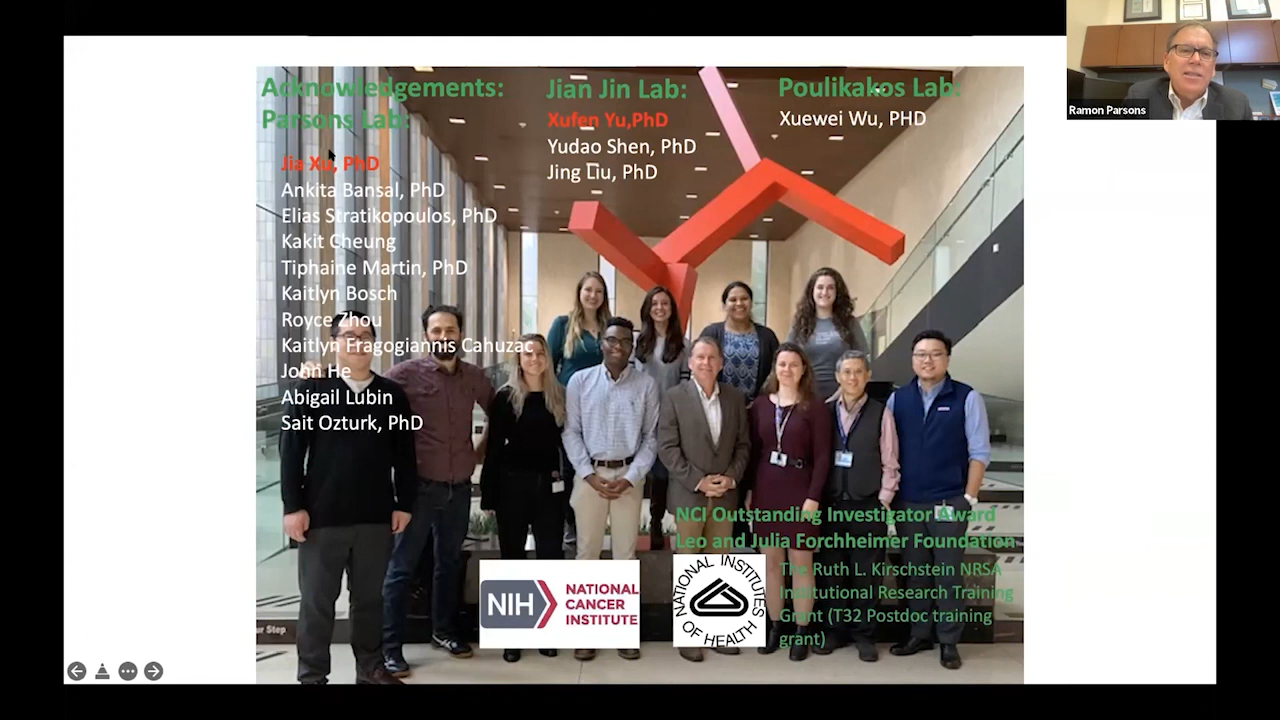 Acknowledgements:
Parsons Lab:
Jia Xu, PhD
Ankita Bansal, PhD
Elias Stratikopoulos, PhD
Kakit Cheung
Tiphaine Martin, PhD
Kaitlyn Bosch
Royce Zhou
Kaitlyn Fragogiannis Cahuzac
John He
Abigail Lubin
Sait Ozturk, PhD
Jian Jin Lab:
Xufen Yu,PhD
Yudao Shen, PhD
Jing Liu, PhD
Poulikakos Lab:
Xuewei Wu, PHD
Ramon Parsons
NCI Outstanding Investigator Award
Leo and Julia Forchheimer Foundation
The Ruth L. Kirschstein NRSA
Institutional Research Training
Grant (T32 Postdoc training
grant)
NIH
NATIONAL
CANCER
INSTITUTE
NATIONAL INSTITUTES
OF HEALTH
ur Step